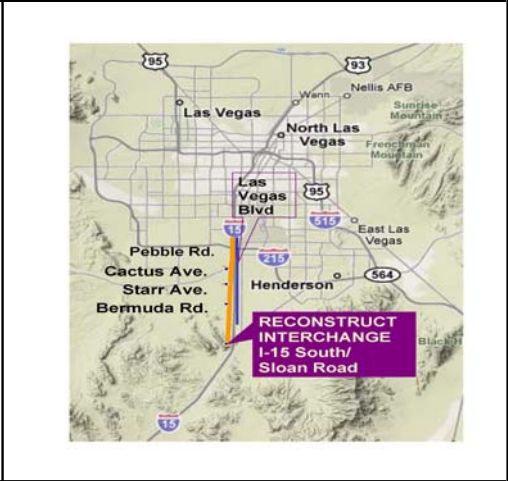 95
93
Nellis AFB
Wann
Las Vegas
Sunrise
Mountain
North Las
Vegas
Frenchman
Mountain
Las
Vegas
Blvd
95
15
515
East Las
Vegas
Pebble Rd.
215
Cactus Ave.
564
Starr Ave.
Henderson
Bermuda Rd.
RECONSTRUCT
INTERCHANGE
I-15 South/
Sloan Road
Black
15